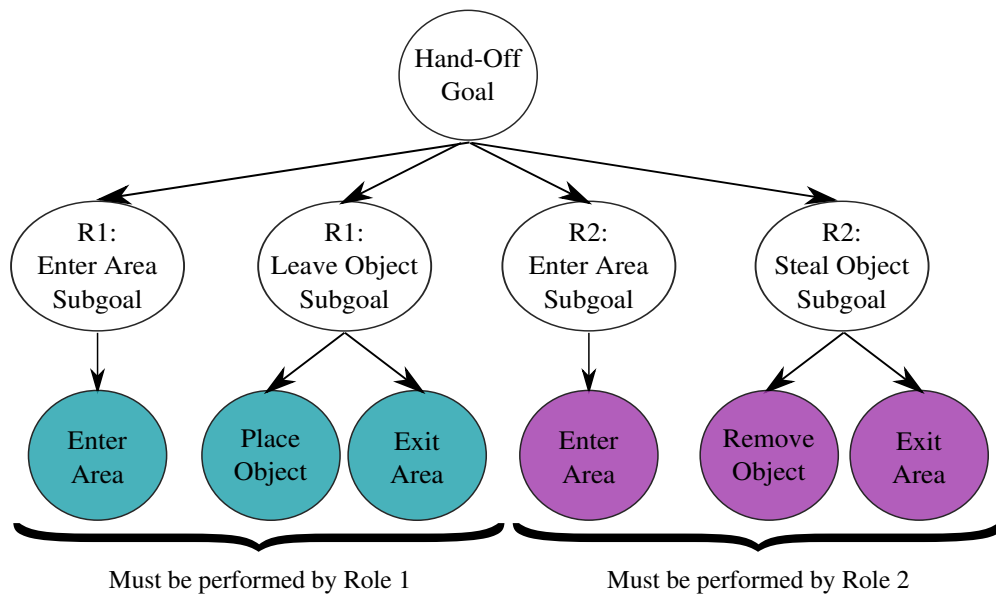 Hand-Off
Goal
R1:
Enter Area
Subgoal
R1:
Leave Object
Subgoal
R2:
Enter Area
Subgoal
R2:
Steal Object
Subgoal
Enter
Area
Place
Object
Exit
Area
Enter
Area
Remove
Object
Exit
Area
Must be performed by Role 1
Must be performed by Role 2